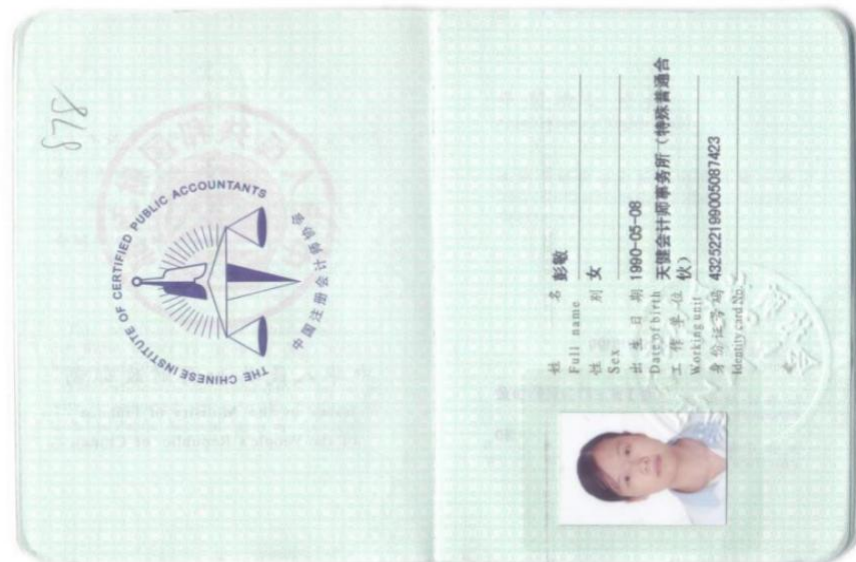 578
THE CHINESE INSTITUTE OF CERTIFIED PUBLIC ACCOUNTANTS
中国注册会计师协会
姓 名 彭敏
Full name
性 别 女
Sex
出 生 日 期 1990-05-08
Date of birth
工 作 单 位 天健会计师事务所（特殊普通合
伙）
Working unit
身份证号码 432522199005087423
Identity card No.